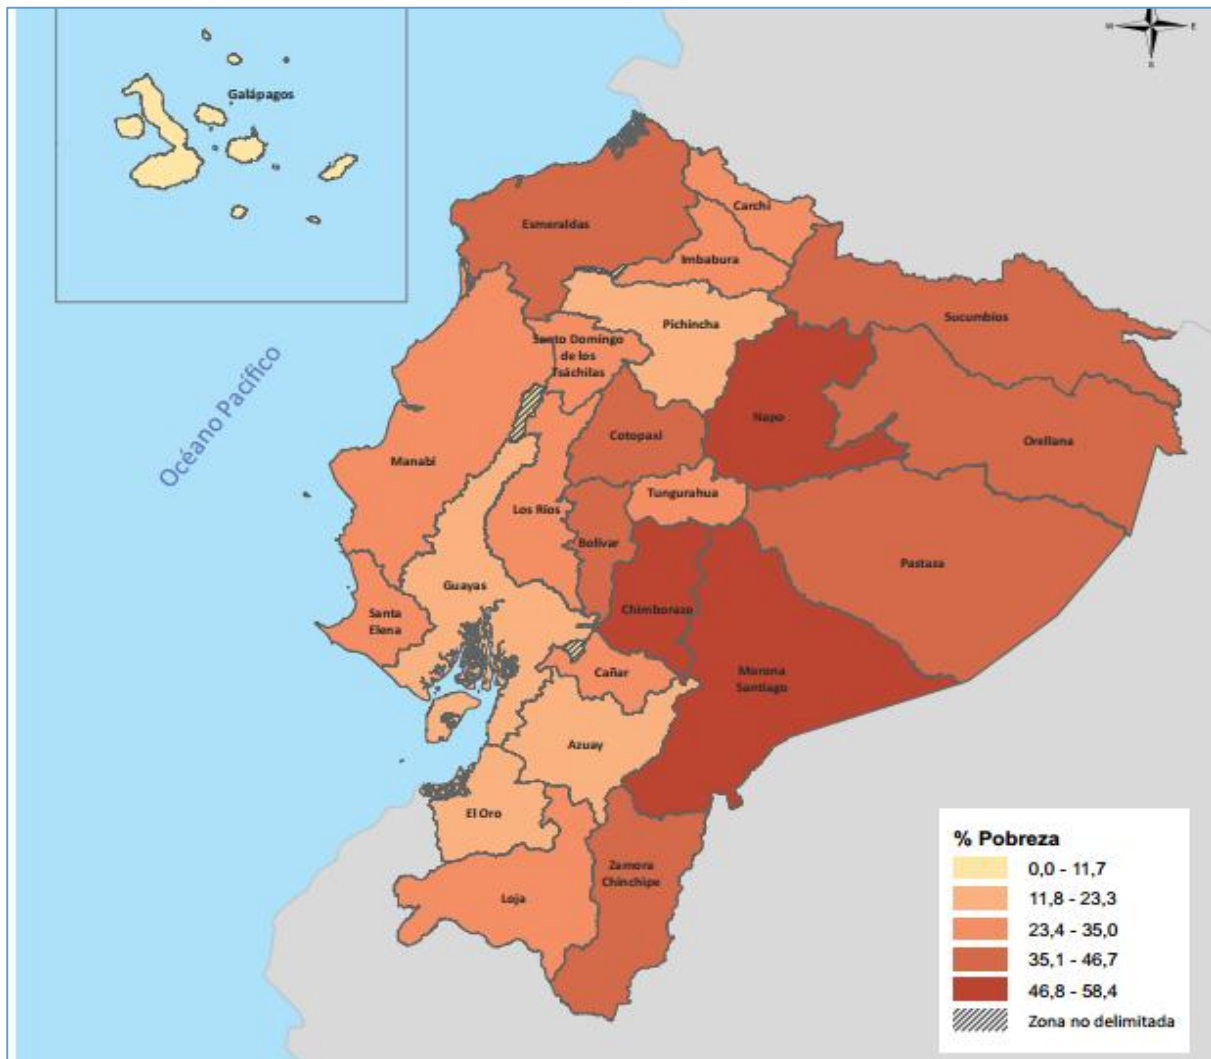 W
E
S
Galápagos
Carchi
Esmeraldas
Imbabura
Sucumbíos
Pichincha
Santo Domingo
de los
Tsáchilas
Océano Pacífico
Napo
Cotopaxi
Orellana
Manabí
Tungurahua
Los Ríos
Bolívar
Pastaza
Guayas
Chimborazo
Santa
Elena
Cañar
Morona
Santiago
Azuay
El Oro
Zamora
Chinchipe
Loja
% Pobreza
0,0 - 11,7
11,8 - 23,3
23,4 - 35,0
35,1 - 46,7
46,8 - 58,4
Zona no delimitada